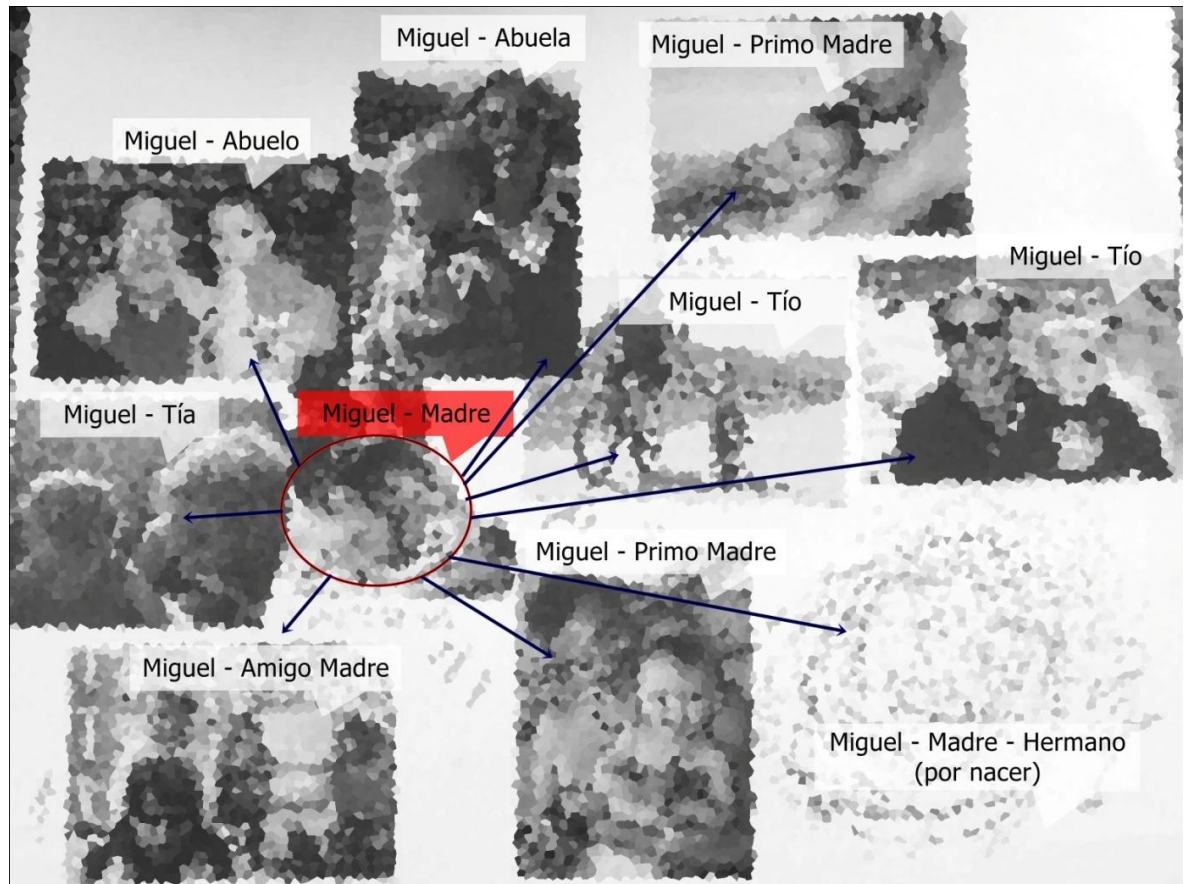 Miguel - Abuela
Miguel - Primo Madre
Miguel - Abuelo
Miguel - Tío
Miguel - Tío
Miguel - Tía
Miguel - Madre
Miguel - Primo Madre
Miguel - Amigo Madre
Miguel - Madre - Hermano
(por nacer)